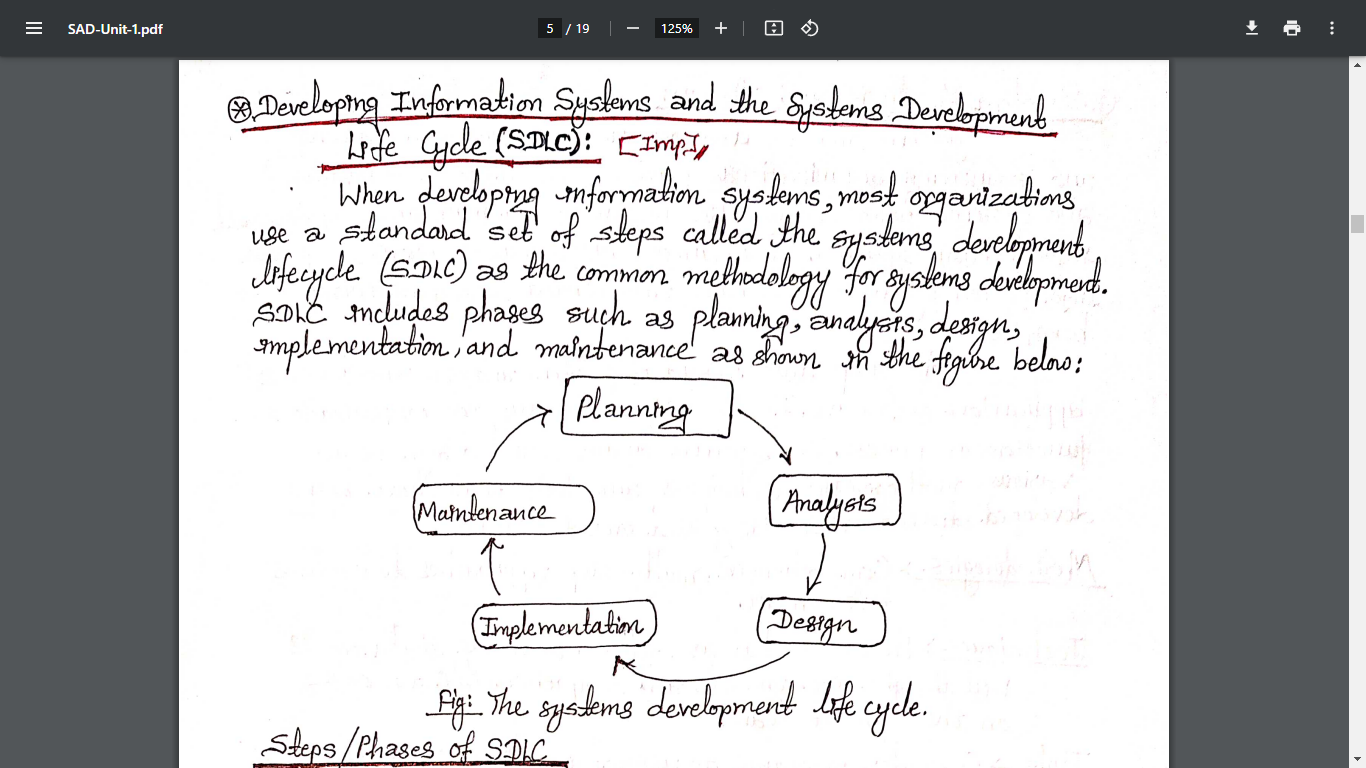 SAD-Unit-1.pdf
5 / 19
125%
⊛ Developing Information Systems and the Systems Development
Life Cycle (SDLC): [Imp]
When developing information systems, most organizations
use a standard set of steps called the systems development
lifecycle (SDLC) as the common methodology for systems development.
SDLC includes phases such as planning, analysis, design,
implementation, and maintenance as shown in the figure below:
Planning
Maintenance
Analysis
Implementation
Design
Fig: The systems development life cycle.
Steps/Phases of SDLC